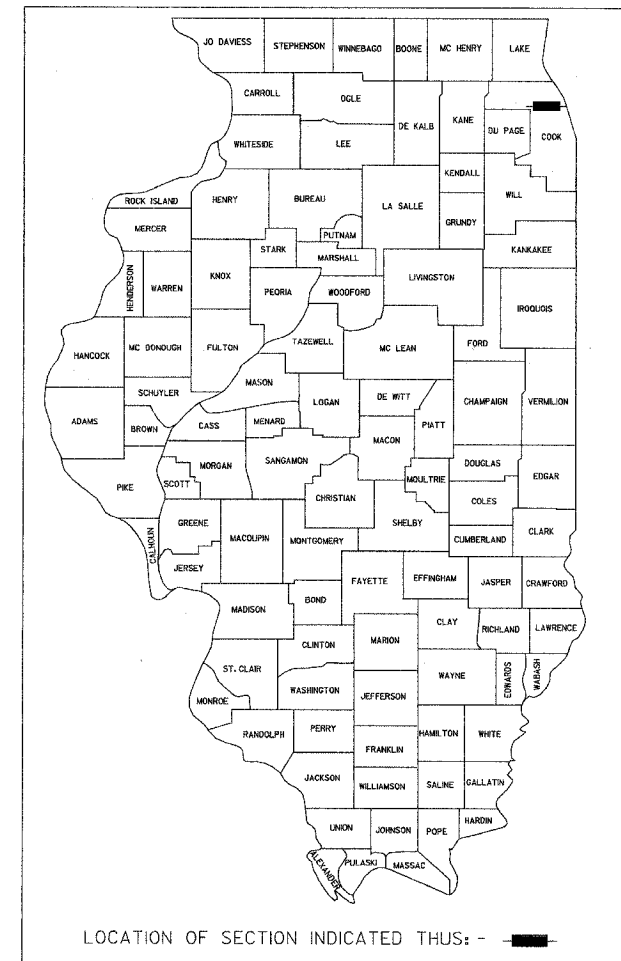 JO DAVIESS
STEPHENSON
WINNEBAGO
BOONE
MC HENRY
LAKE
CARROLL
OGLE
DE KALB
KANE
DU PAGE
COOK
WHITESIDE
LEE
KENDALL
WILL
ROCK ISLAND
HENRY
BUREAU
LA SALLE
GRUNDY
MERCER
PUTNAM
STARK
MARSHALL
KANKAKEE
HENDERSON
WARREN
KNOX
PEORIA
WOODFORD
LIVINGSTON
IROQUOIS
HANCOCK
MC DONOUGH
FULTON
TAZEWELL
MC LEAN
FORD
SCHUYLER
MASON
LOGAN
DE WITT
CHAMPAIGN
VERMILION
ADAMS
BROWN
CASS
MENARD
MACON
PIATT
PIKE
SCOTT
MORGAN
SANGAMON
CHRISTIAN
MOULTRIE
DOUGLAS
EDGAR
COLES
CALHOUN
GREENE
MACOUPIN
MONTGOMERY
SHELBY
CUMBERLAND
CLARK
JERSEY
FAYETTE
EFFINGHAM
JASPER
CRAWFORD
MADISON
BOND
CLAY
RICHLAND
LAWRENCE
CLINTON
MARION
ST. CLAIR
WASHINGTON
JEFFERSON
WAYNE
EDWARDS
WABASH
MONROE
RANDOLPH
PERRY
HAMILTON
WHITE
FRANKLIN
JACKSON
WILLIAMSON
SALINE
GALLATIN
UNION
JOHNSON
POPE
HARDIN
ALEXANDER
PULASKI
MASSAC
LOCATION OF SECTION INDICATED THUS: -